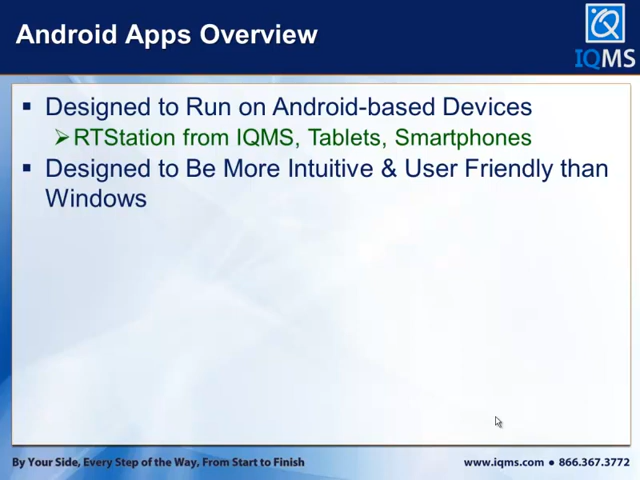 Android Apps Overview
IQMS
Designed to Run on Android-based Devices
RTStation from IQMS, Tablets, Smartphones
Designed to Be More Intuitive & User Friendly than
Windows
By Your Side, Every Step of the Way, From Start to Finish
www.iqms.com ● 866.367.3772